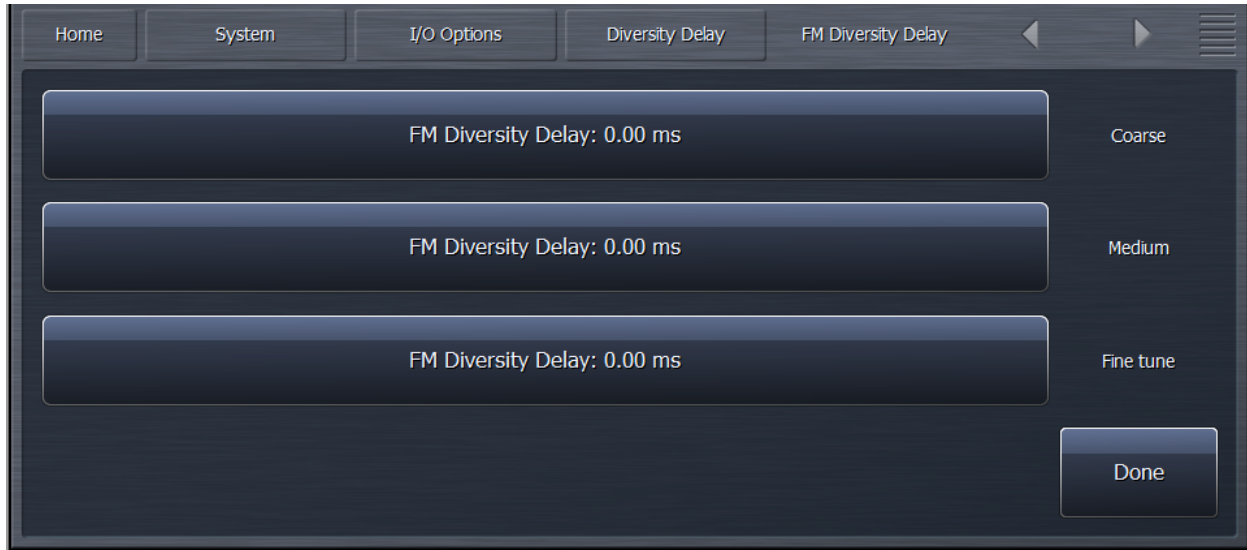 Home System I/O Options Diversity Delay FM Diversity Delay
FM Diversity Delay: 0.00 ms Coarse
FM Diversity Delay: 0.00 ms Medium
FM Diversity Delay: 0.00 ms Fine tune
Done